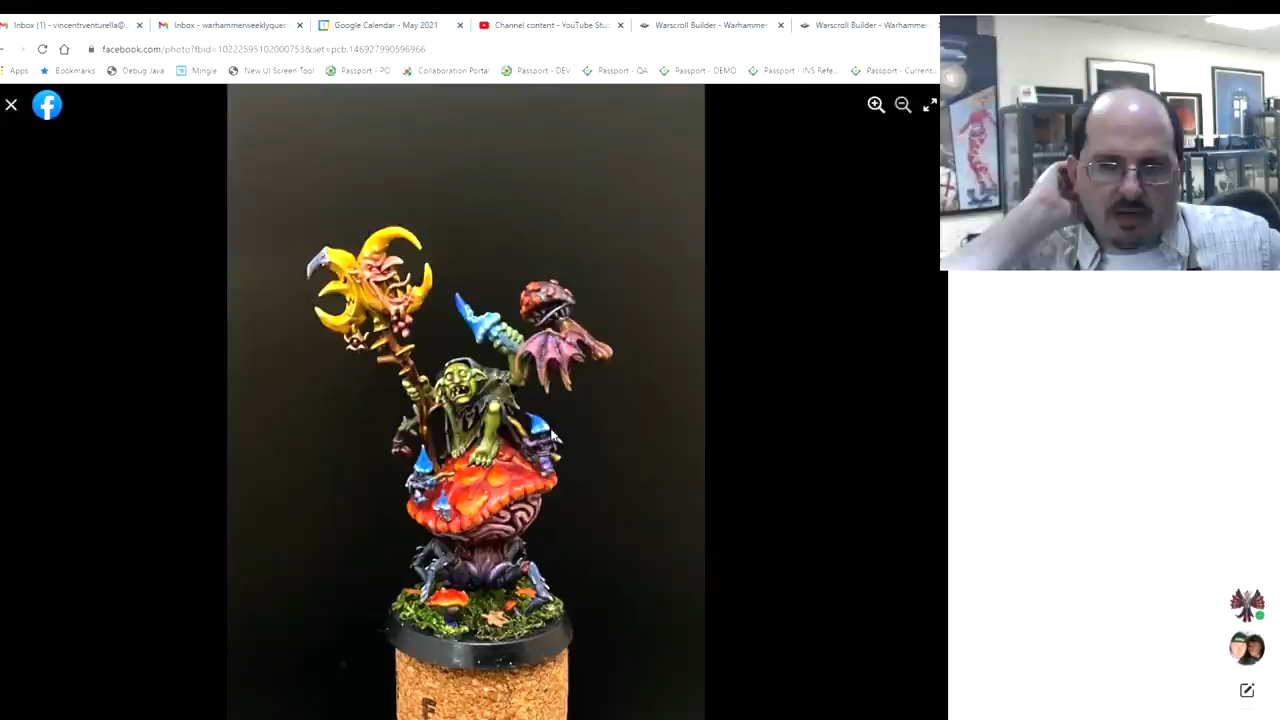 Inbox (1) - vincentrventurella@ Inbox - warhammerweeklyques Google Calendar - May 2021 Channel content - YouTube Stu Warscroll Builder - Warhammer Warscroll Builder - Warhammer
facebook.com/photo?fbid=10222595102000753&set=pcb.146927990596966
Apps Bookmarks Debug Java Mingle New UI Screen Tool Passport - PO Collaboration Portal Passport - DEV Passport - QA Passport - DEMO Passport - INS Refe... Passport - Current...
F